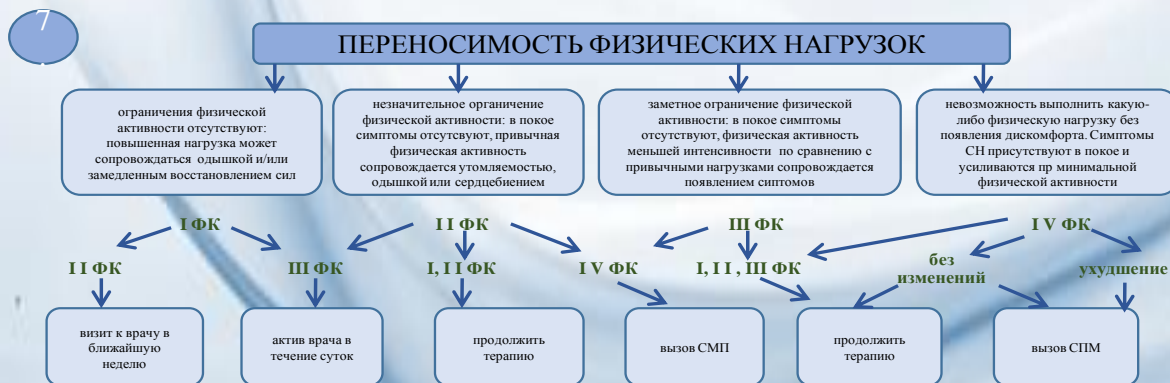 7
ПЕРЕНОСИМОСТЬ ФИЗИЧЕСКИХ НАГРУЗОК
ограничения физической
активности отсутствуют:
повышенная нагрузка может
сопровождаться одышкой и/или
замедленным восстановлением сил
незначительное органичение
физической активности: в покое
симптомы отсутсвуют, привычная
физическая активность
сопровождается утомляемостью,
одышкой или сердцебиением
заметное ограничение физической
активности: в покое симптомы
отсутствуют, физическая активность
меньшей интенсивности по сравнению с
привычными нагрузками сопровождается
появлением сиптомов
невозможность выполнить какую-
либо физическую нагрузку без
появления дискомфорта. Симптомы
СН присутствуют в покое и
усиливаются пр минимальной
физической активности
I ФК
I I ФК
III ФК
I V ФК
I I ФК
III ФК
I, I I ФК
I V ФК
I, I I , III ФК
без
изменений
ухудшение
визит к врачу в
ближайшую
неделю
актив врача в
течение суток
продолжить
терапию
вызов СМП
продолжить
терапию
вызов СПМ